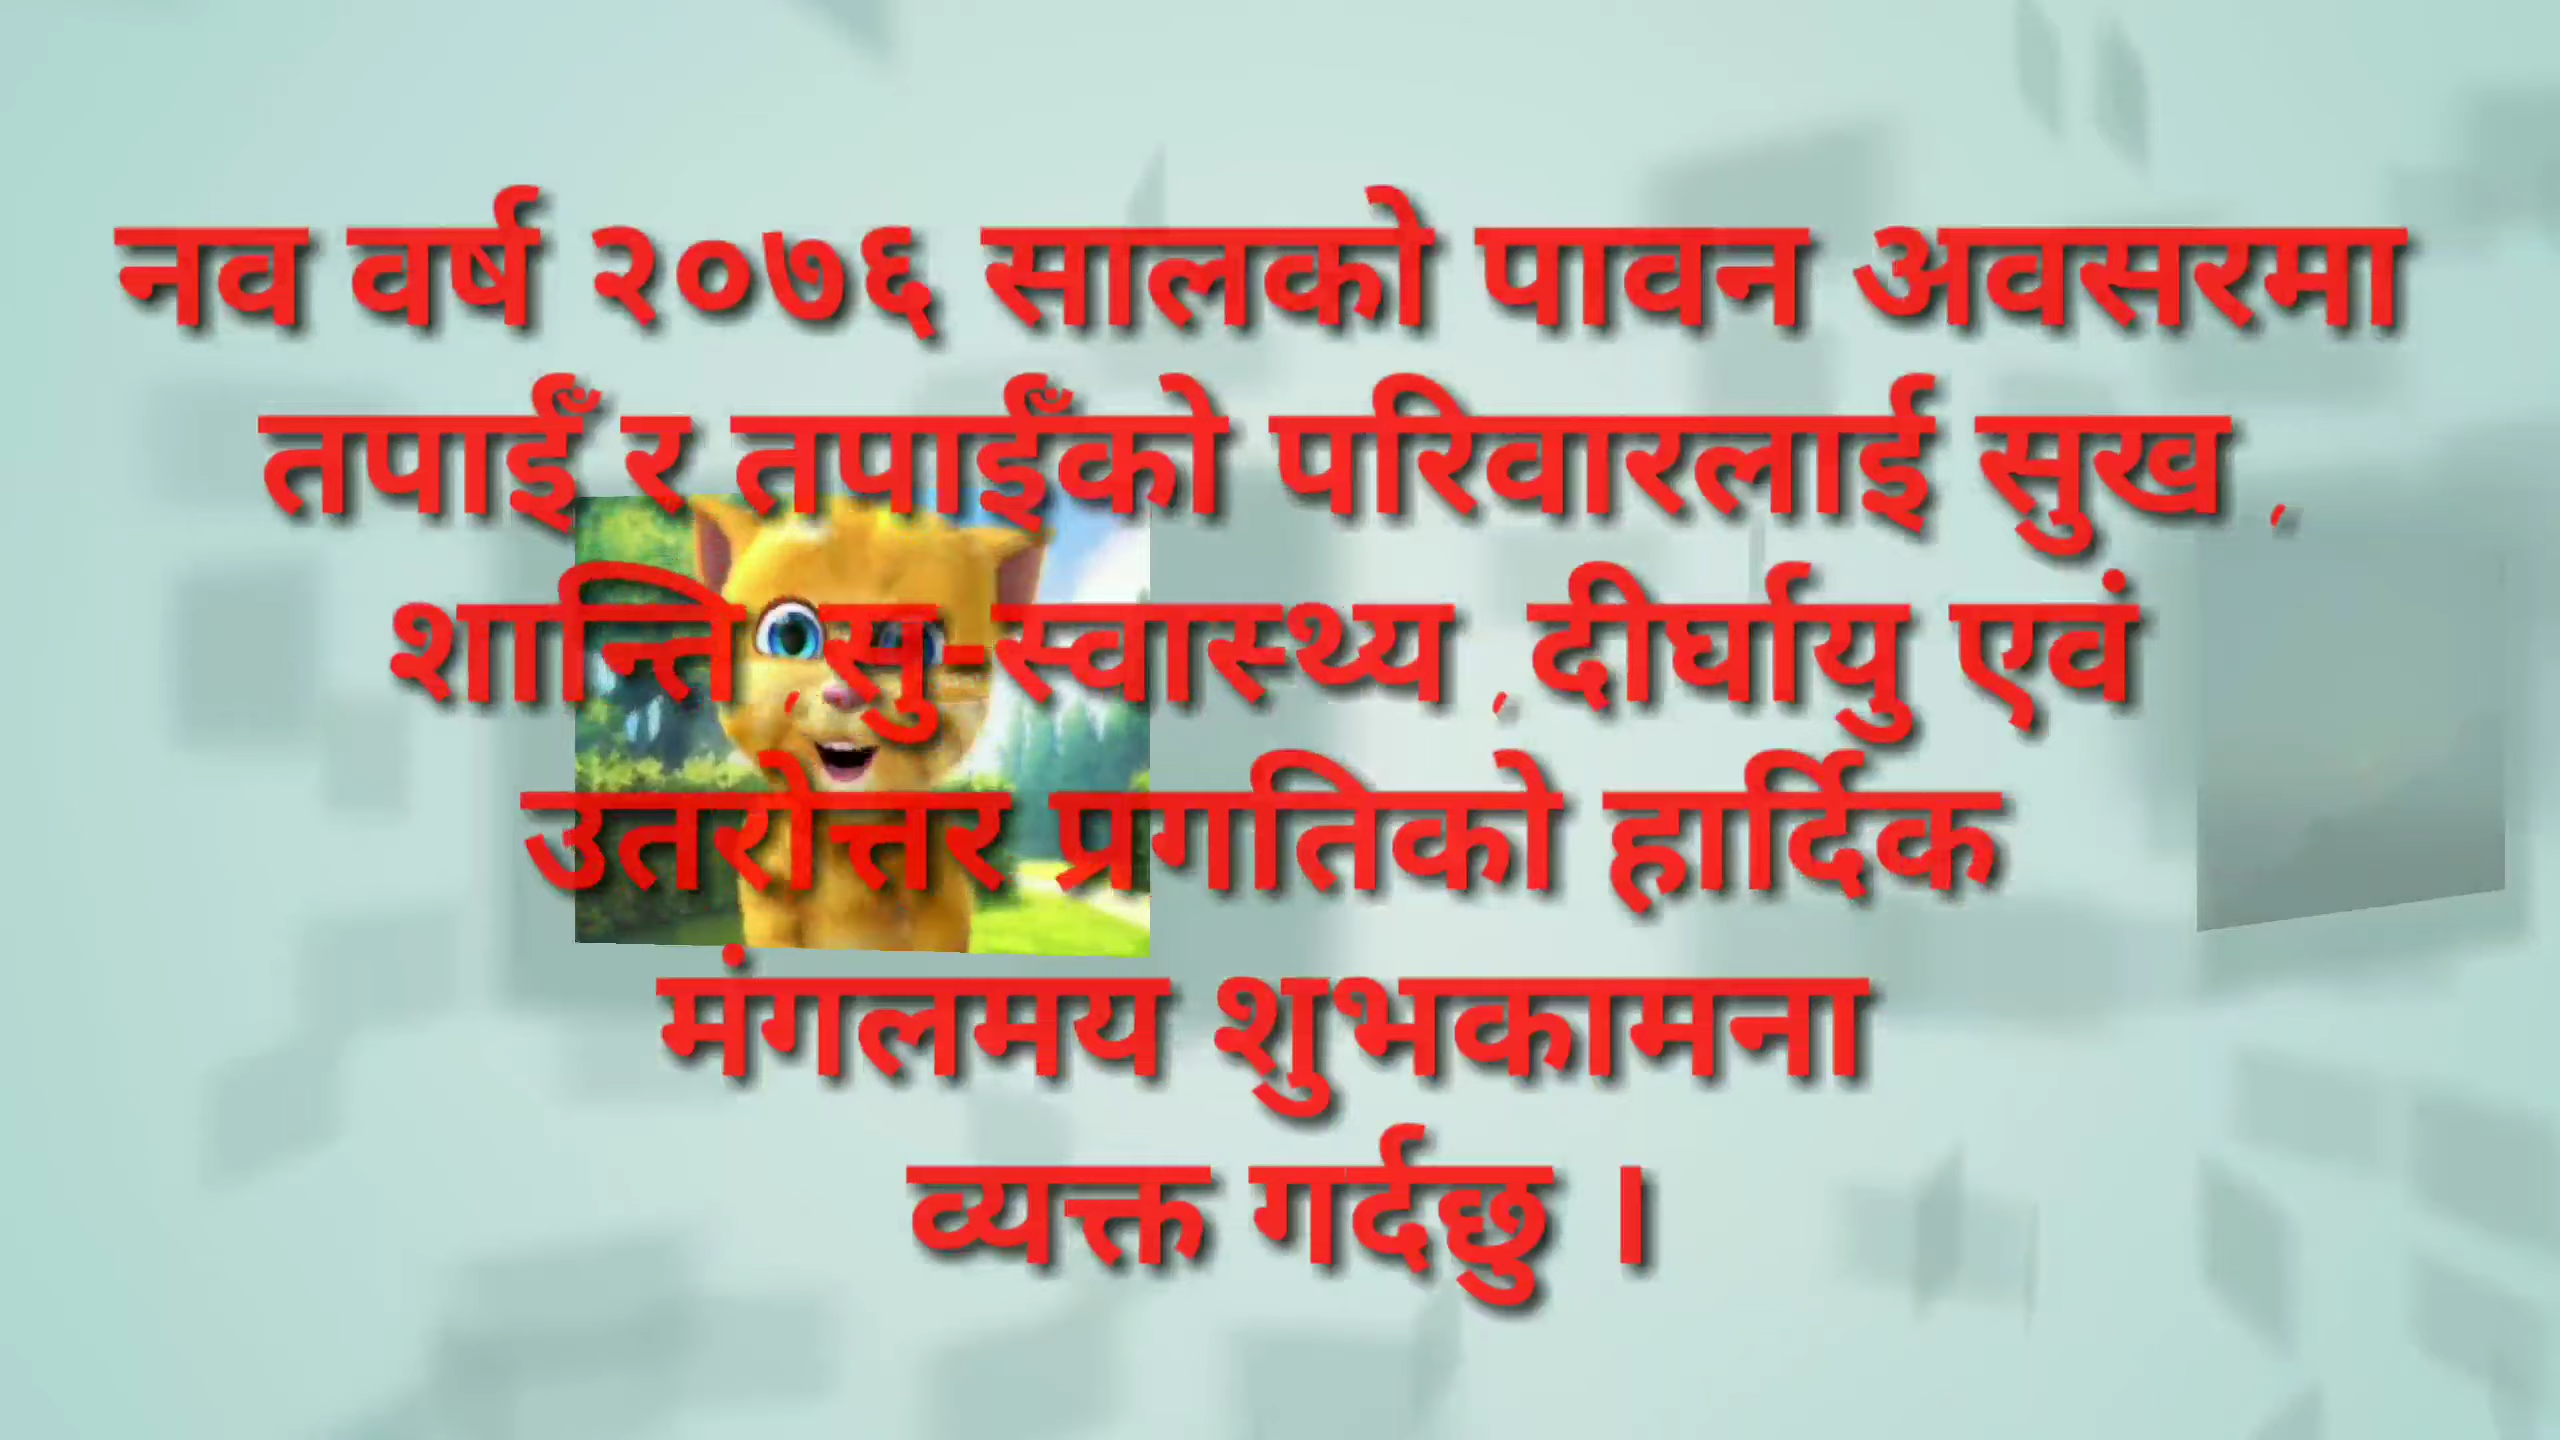 नव वर्ष २०७६ सालको पावन अवसरमा
तपाईँ र तपाईँको परिवारलाई सुख ,
शान्ति , सु-स्वास्थ्य , दीर्घायु एवं
उतरोत्तर प्रगतिको हार्दिक
मंगलमय शुभकामना
व्यक्त गर्दछु ।